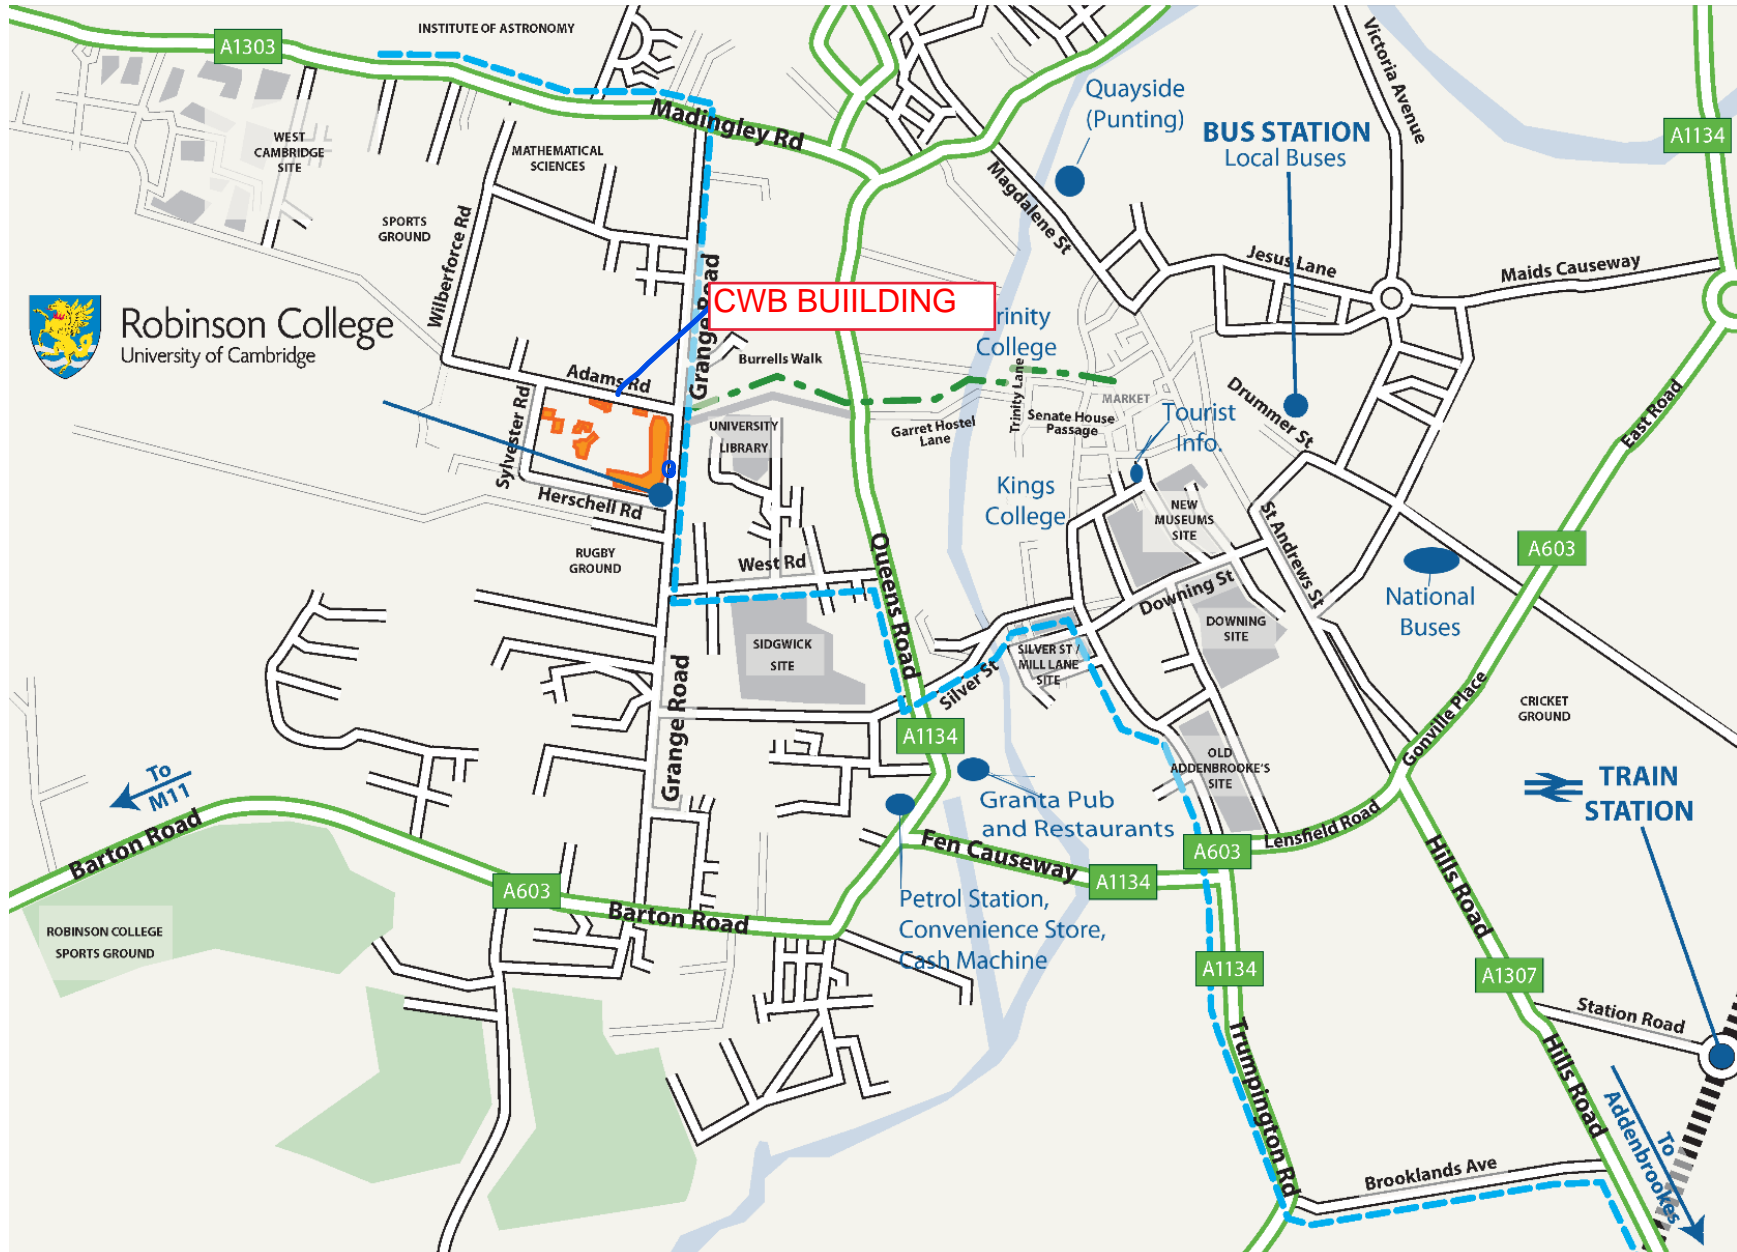 INSTITUTE OF ASTRONOMY
A1303
Madingley Rd
WEST
CAMBRIDGE
SITE
MATHEMATICAL
SCIENCES
SPORTS
GROUND
Wilberforce Rd
Quayside
(Punting)
BUS STATION
Local Buses
Victoria Avenue
A1134
Magdalene St
Jesus Lane
Maids Causeway
Grange Road
CWB BUIILDING
Robinson College
University of Cambridge
Trinity
College
Burrells Walk
Adams Rd
Sylvester Rd
Herschell Rd
UNIVERSITY
LIBRARY
Garret Hostel
Lane
Trinity Lane
Senate House
Passage
MARKET
Tourist
Info.
Drummer St
East Road
Kings
College
NEW
MUSEUMS
SITE
St Andrews St
A603
RUGBY
GROUND
West Rd
Queens Road
Downing St
National
Buses
SIDGWICK
SITE
DOWNING
SITE
SILVER ST /
MILL LANE
SITE
Silver St
Grange Road
A1134
OLD
ADDENBROOKE'S
SITE
Gonville Place
CRICKET
GROUND
To
M11
Granta Pub
and Restaurants
TRAIN
STATION
Barton Road
Fen Causeway
A603
Lensfield Road
Hills Road
A603
A1134
Barton Road
Petrol Station,
Convenience Store,
Cash Machine
ROBINSON COLLEGE
SPORTS GROUND
A1134
A1307
Station Road
Trumpington Rd
Hills Road
To
Addenbrookes
Brooklands Ave